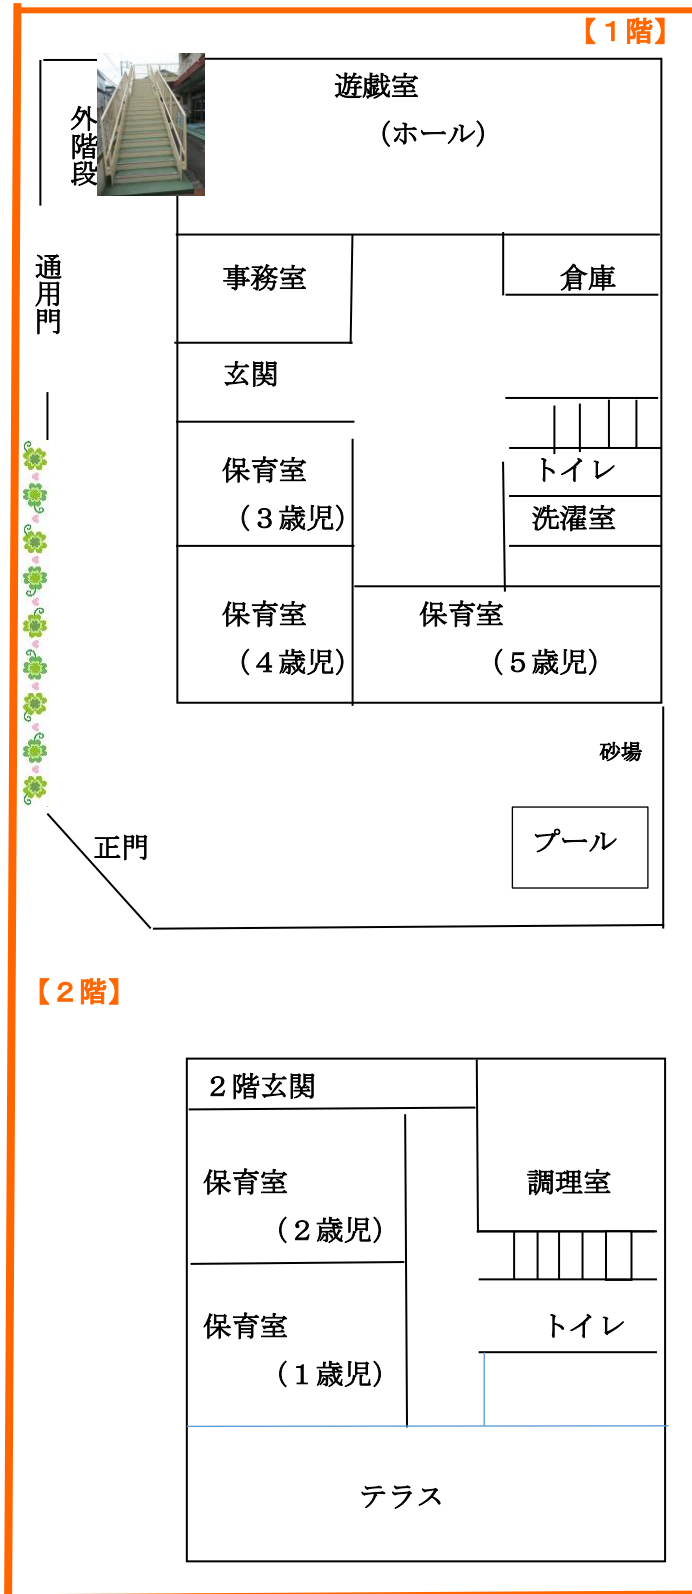 【１階】
遊戯室
（ホール）
外階段
通用門
事務室
倉庫
玄関
保育室
（３歳児）
トイレ
洗濯室
保育室
（４歳児）
保育室
（５歳児）
砂場
プール
正門
【２階】
２階玄関
保育室
（２歳児）
調理室
保育室
（１歳児）
トイレ
テラス